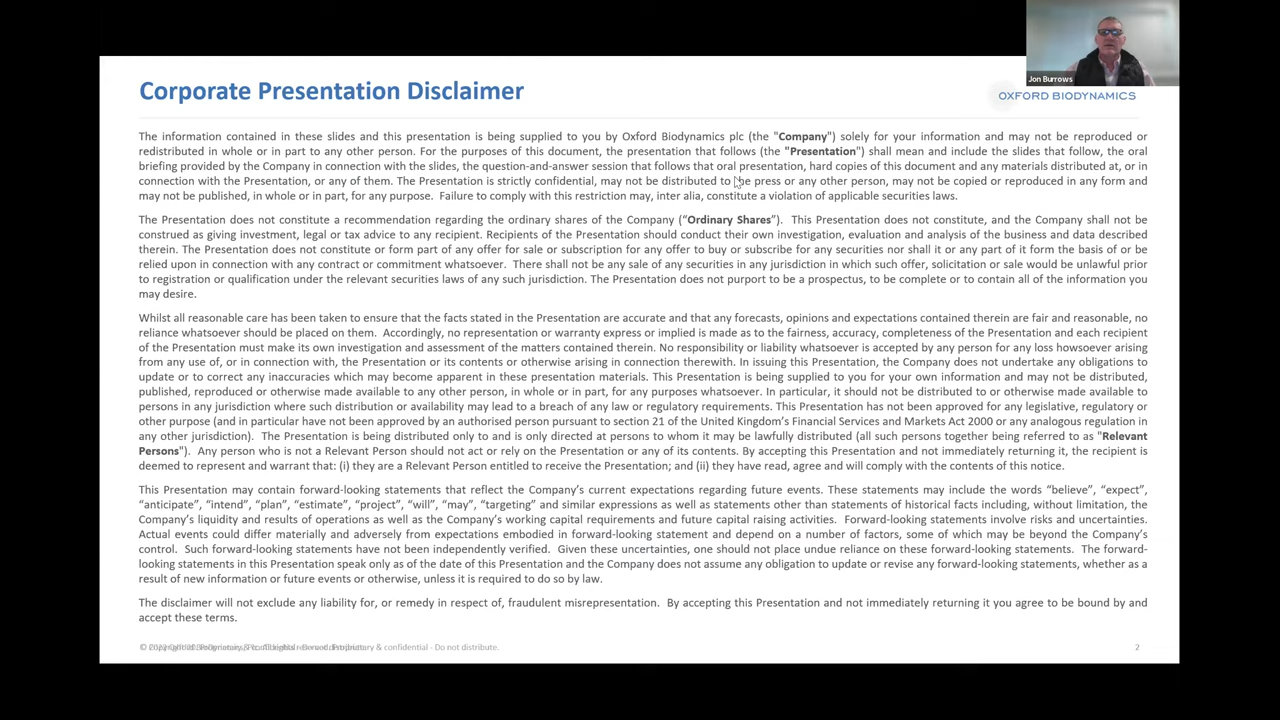 Jon Burrows
Corporate Presentation Disclaimer
OXFORD BIODYNAMICS
The information contained in these slides and this presentation is being supplied to you by Oxford Biodynamics plc (the "Company") solely for your information and may not be reproduced or
redistributed in whole or in part to any other person. For the purposes of this document, the presentation that follows (the "Presentation") shall mean and include the slides that follow, the oral
briefing provided by the Company in connection with the slides, the question-and-answer session that follows that oral presentation, hard copies of this document and any materials distributed at, or in
connection with the Presentation, or any of them. The Presentation is strictly confidential, may not be distributed to the press or any other person, may not be copied or reproduced in any form and
may not be published, in whole or in part, for any purpose. Failure to comply with this restriction may, inter alia, constitute a violation of applicable securities laws.
The Presentation does not constitute a recommendation regarding the ordinary shares of the Company (“Ordinary Shares”). This Presentation does not constitute, and the Company shall not be
construed as giving investment, legal or tax advice to any recipient. Recipients of the Presentation should conduct their own investigation, evaluation and analysis of the business and data described
therein. The Presentation does not constitute or form part of any offer for sale or subscription for any offer to buy or subscribe for any securities nor shall it or any part of it form the basis of or be
relied upon in connection with any contract or commitment whatsoever. There shall not be any sale of any securities in any jurisdiction in which such offer, solicitation or sale would be unlawful prior
to registration or qualification under the relevant securities laws of any such jurisdiction. The Presentation does not purport to be a prospectus, to be complete or to contain all of the information you
may desire.
Whilst all reasonable care has been taken to ensure that the facts stated in the Presentation are accurate and that any forecasts, opinions and expectations contained therein are fair and reasonable, no
reliance whatsoever should be placed on them. Accordingly, no representation or warranty express or implied is made as to the fairness, accuracy, completeness of the Presentation and each recipient
of the Presentation must make its own investigation and assessment of the matters contained therein. No responsibility or liability whatsoever is accepted by any person for any loss howsoever arising
from any use of, or in connection with, the Presentation or its contents or otherwise arising in connection therewith. In issuing this Presentation, the Company does not undertake any obligations to
update or to correct any inaccuracies which may become apparent in these presentation materials. This Presentation is being supplied to you for your own information and may not be distributed,
published, reproduced or otherwise made available to any other person, in whole or in part, for any purposes whatsoever. In particular, it should not be distributed to or otherwise made available to
persons in any jurisdiction where such distribution or availability may lead to a breach of any law or regulatory requirements. This Presentation has not been approved for any legislative, regulatory or
other purpose (and in particular have not been approved by an authorised person pursuant to section 21 of the United Kingdom’s Financial Services and Markets Act 2000 or any analogous regulation in
any other jurisdiction). The Presentation is being distributed only to and is only directed at persons to whom it may be lawfully distributed (all such persons together being referred to as "Relevant
Persons"). Any person who is not a Relevant Person should not act or rely on the Presentation or any of its contents. By accepting this Presentation and not immediately returning it, the recipient is
deemed to represent and warrant that: (i) they are a Relevant Person entitled to receive the Presentation; and (ii) they have read, agree and will comply with the contents of this notice.
This Presentation may contain forward-looking statements that reflect the Company’s current expectations regarding future events. These statements may include the words “believe”, “expect”,
“anticipate”, “intend”, “plan”, “estimate”, “project”, “will”, “may”, “targeting” and similar expressions as well as statements other than statements of historical facts including, without limitation, the
Company’s liquidity and results of operations as well as the Company’s working capital requirements and future capital raising activities. Forward-looking statements involve risks and uncertainties.
Actual events could differ materially and adversely from expectations embodied in forward-looking statement and depend on a number of factors, some of which may be beyond the Company’s
control. Such forward-looking statements have not been independently verified. Given these uncertainties, one should not place undue reliance on these forward-looking statements. The forward-
looking statements in this Presentation speak only as of the date of this Presentation and the Company does not assume any obligation to update or revise any forward-looking statements, whether as a
result of new information or future events or otherwise, unless it is required to do so by law.
The disclaimer will not exclude any liability for, or remedy in respect of, fraudulent misrepresentation. By accepting this Presentation and not immediately returning it you agree to be bound by and
accept these terms.
& confidential - Do not distribute.
2